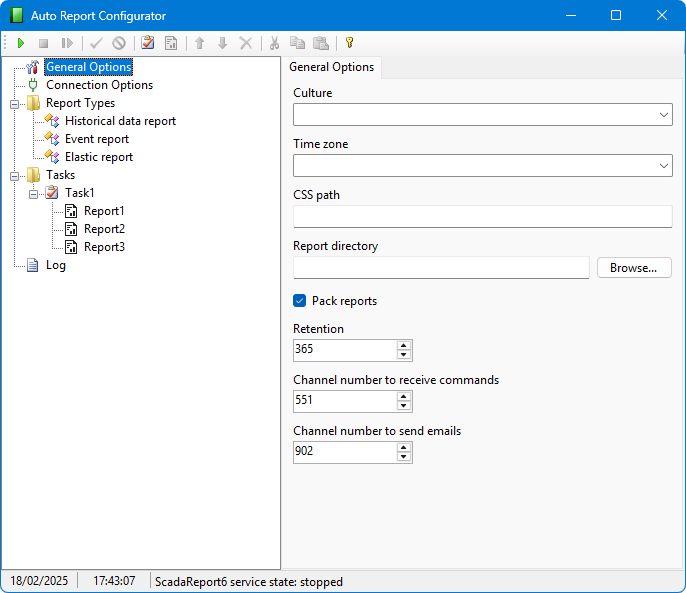 Auto Report Configurator
General Options
Connection Options
Report Types
Historical data report
Event report
Elastic report
Tasks
Task1
Report1
Report2
Report3
Log
General Options
Culture
Time zone
CSS path
Report directory
Browse...
Pack reports
Retention
365
Channel number to receive commands
551
Channel number to send emails
902
18/02/2025 17:43:07 ScadaReport6 service state: stopped